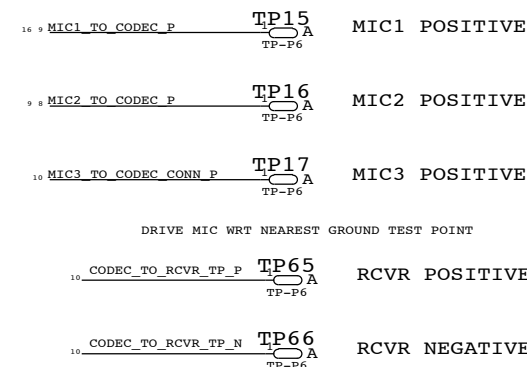 TP15
16 9 MIC1_TO_CODEC_P 1 A MIC1 POSITIVE
TP-P6
TP16
9 8 MIC2_TO_CODEC_P 1 A MIC2 POSITIVE
TP-P6
TP17
10 MIC3_TO_CODEC_CONN_P 1 A MIC3 POSITIVE
TP-P6
DRIVE MIC WRT NEAREST GROUND TEST POINT
TP65
10 CODEC_TO_RCVR_TP_P 1 A RCVR POSITIVE
TP-P6
TP66
10 CODEC_TO_RCVR_TP_N 1 A RCVR NEGATIVE
TP-P6